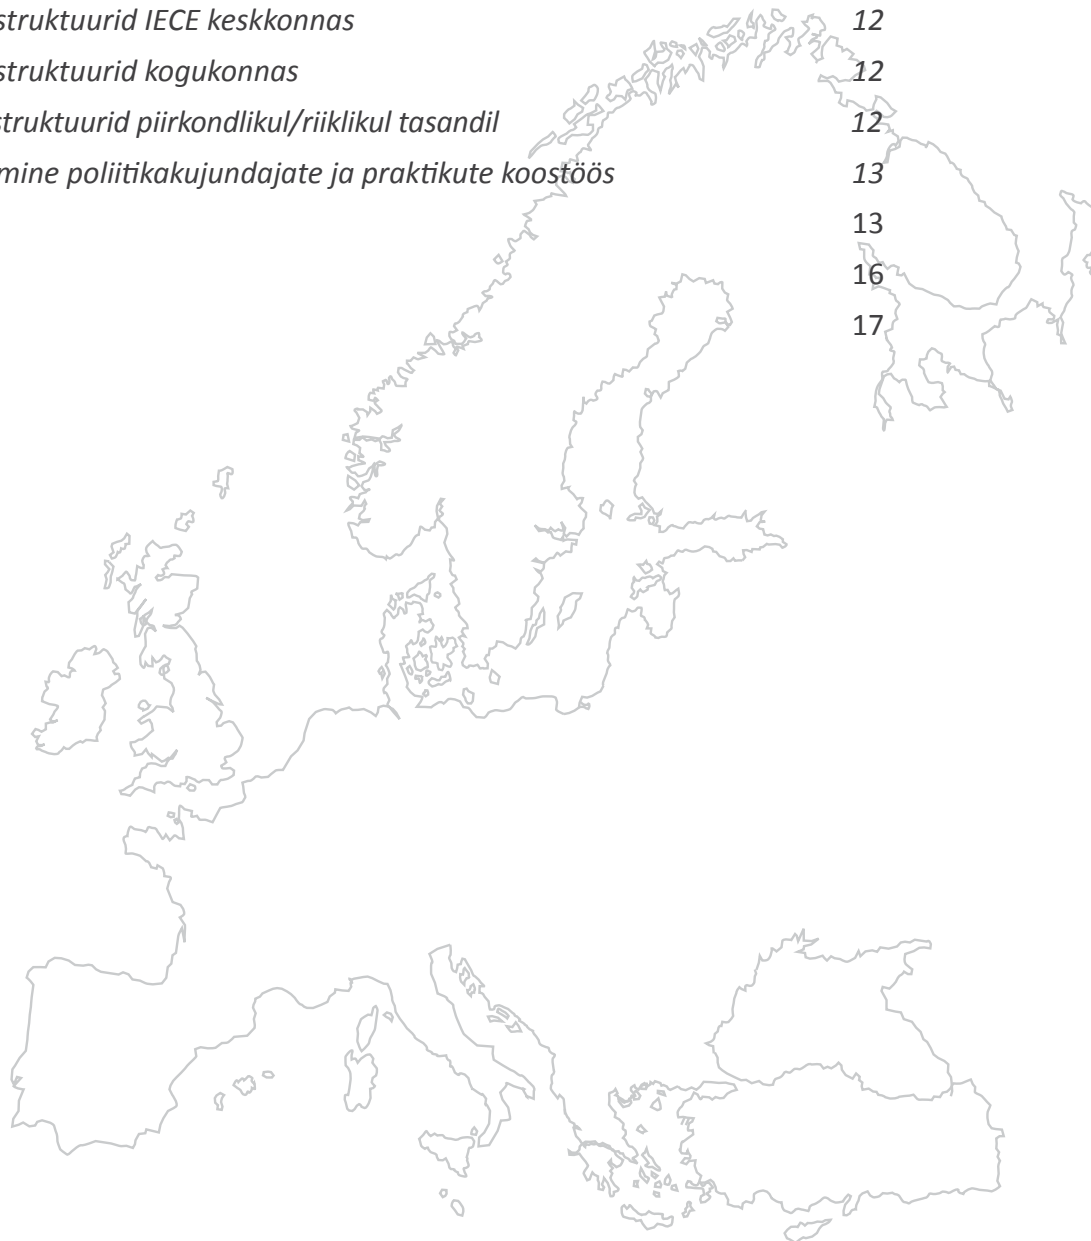 struktuurid IECE keskkonnas 12
struktuurid kogukonnas 12
struktuurid piirkondlikul/riiklikul tasandil 12
mine poliitikakujundajate ja praktikute koostöös 13
13
16
17